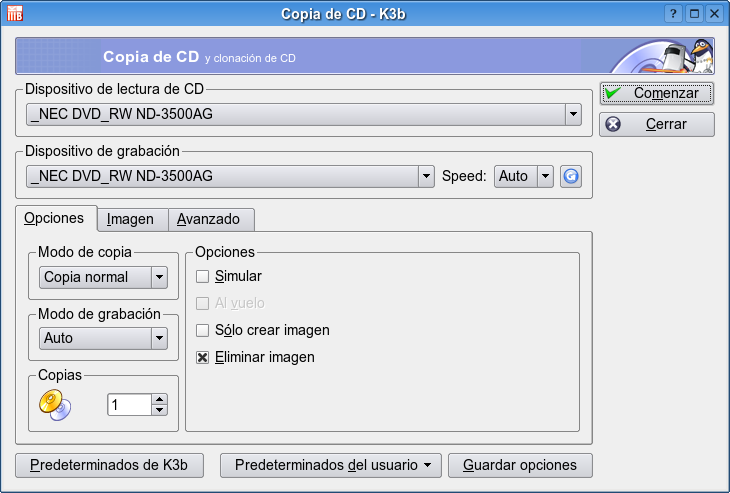 Copia de CD - K3b
Copia de CD y clonación de CD
Dispositivo de lectura de CD
_NEC DVD_RW ND-3500AG
Comenzar
Cerrar
Dispositivo de grabación
_NEC DVD_RW ND-3500AG Speed: Auto
Opciones Imagen Avanzado
Modo de copia
Copia normal
Modo de grabación
Auto
Copias
1
Opciones
Simular
Al vuelo
Sólo crear imagen
Eliminar imagen
Predeterminados de K3b Predeterminados del usuario Guardar opciones